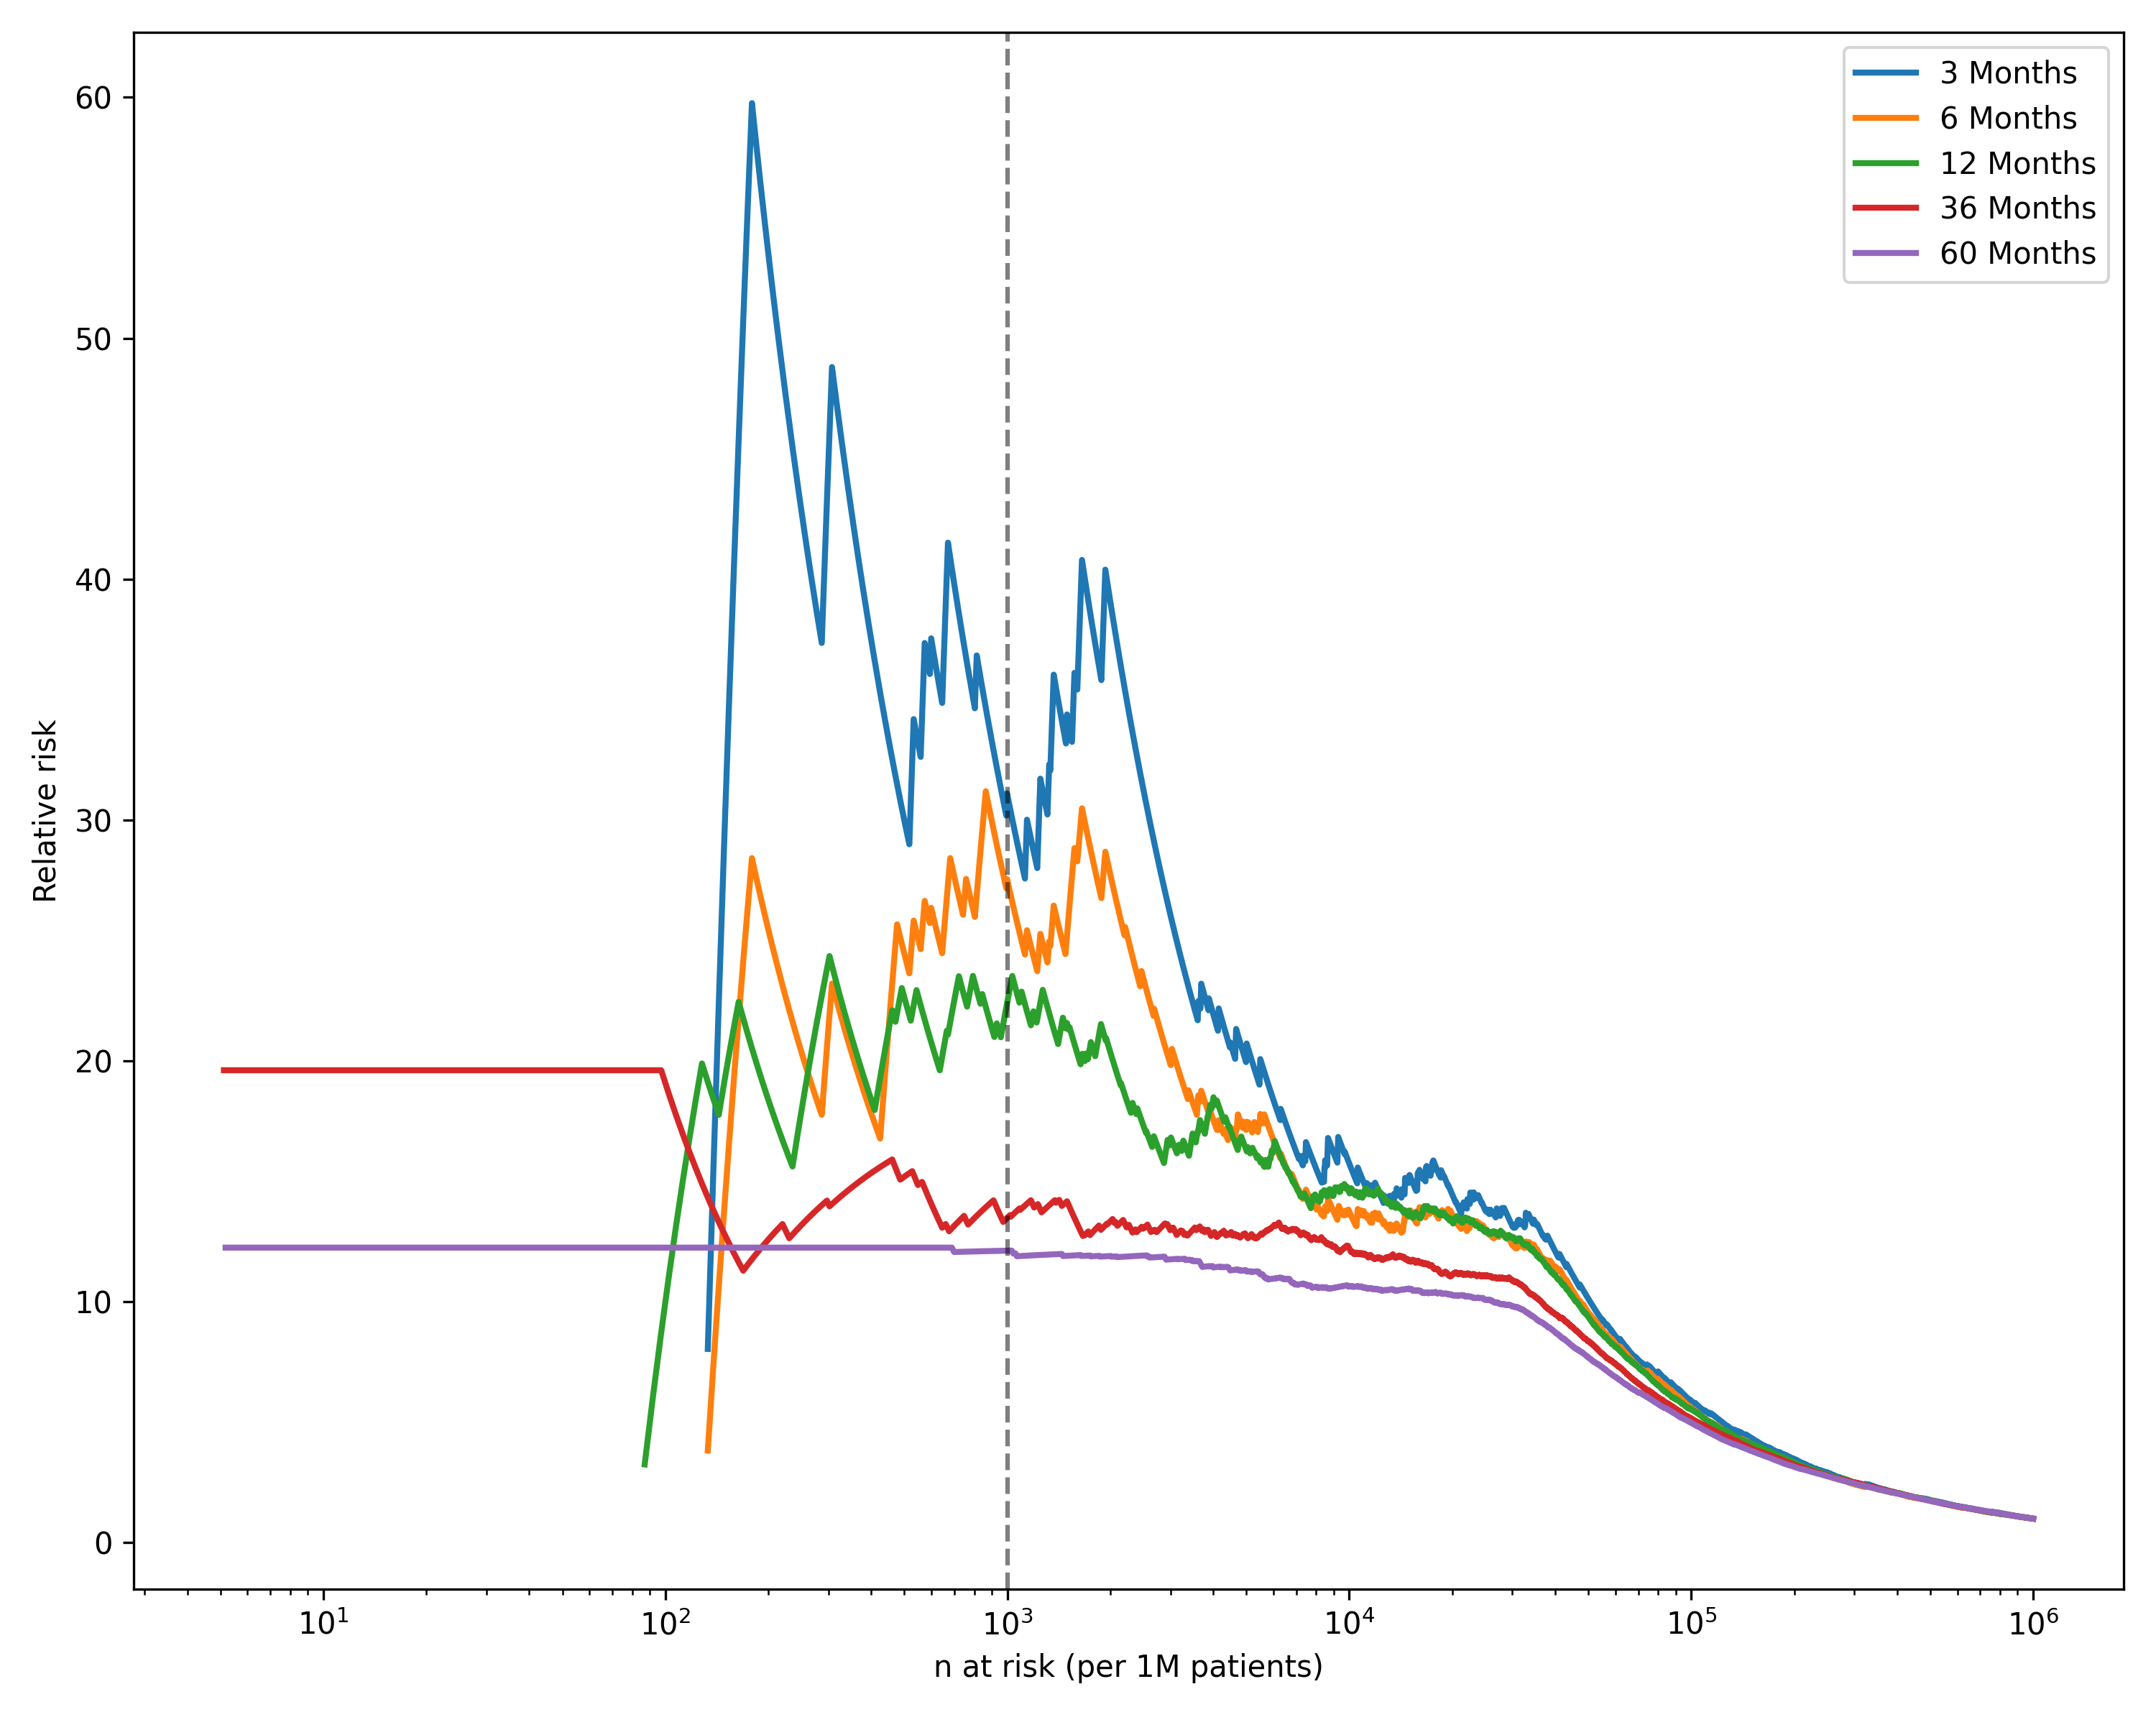 3 Months
6 Months
12 Months
36 Months
60 Months
60
50
40
30
20
10
0
Relative risk
10¹ 10² 10³ 10⁴ 10⁵ 10⁶
n at risk (per 1M patients)